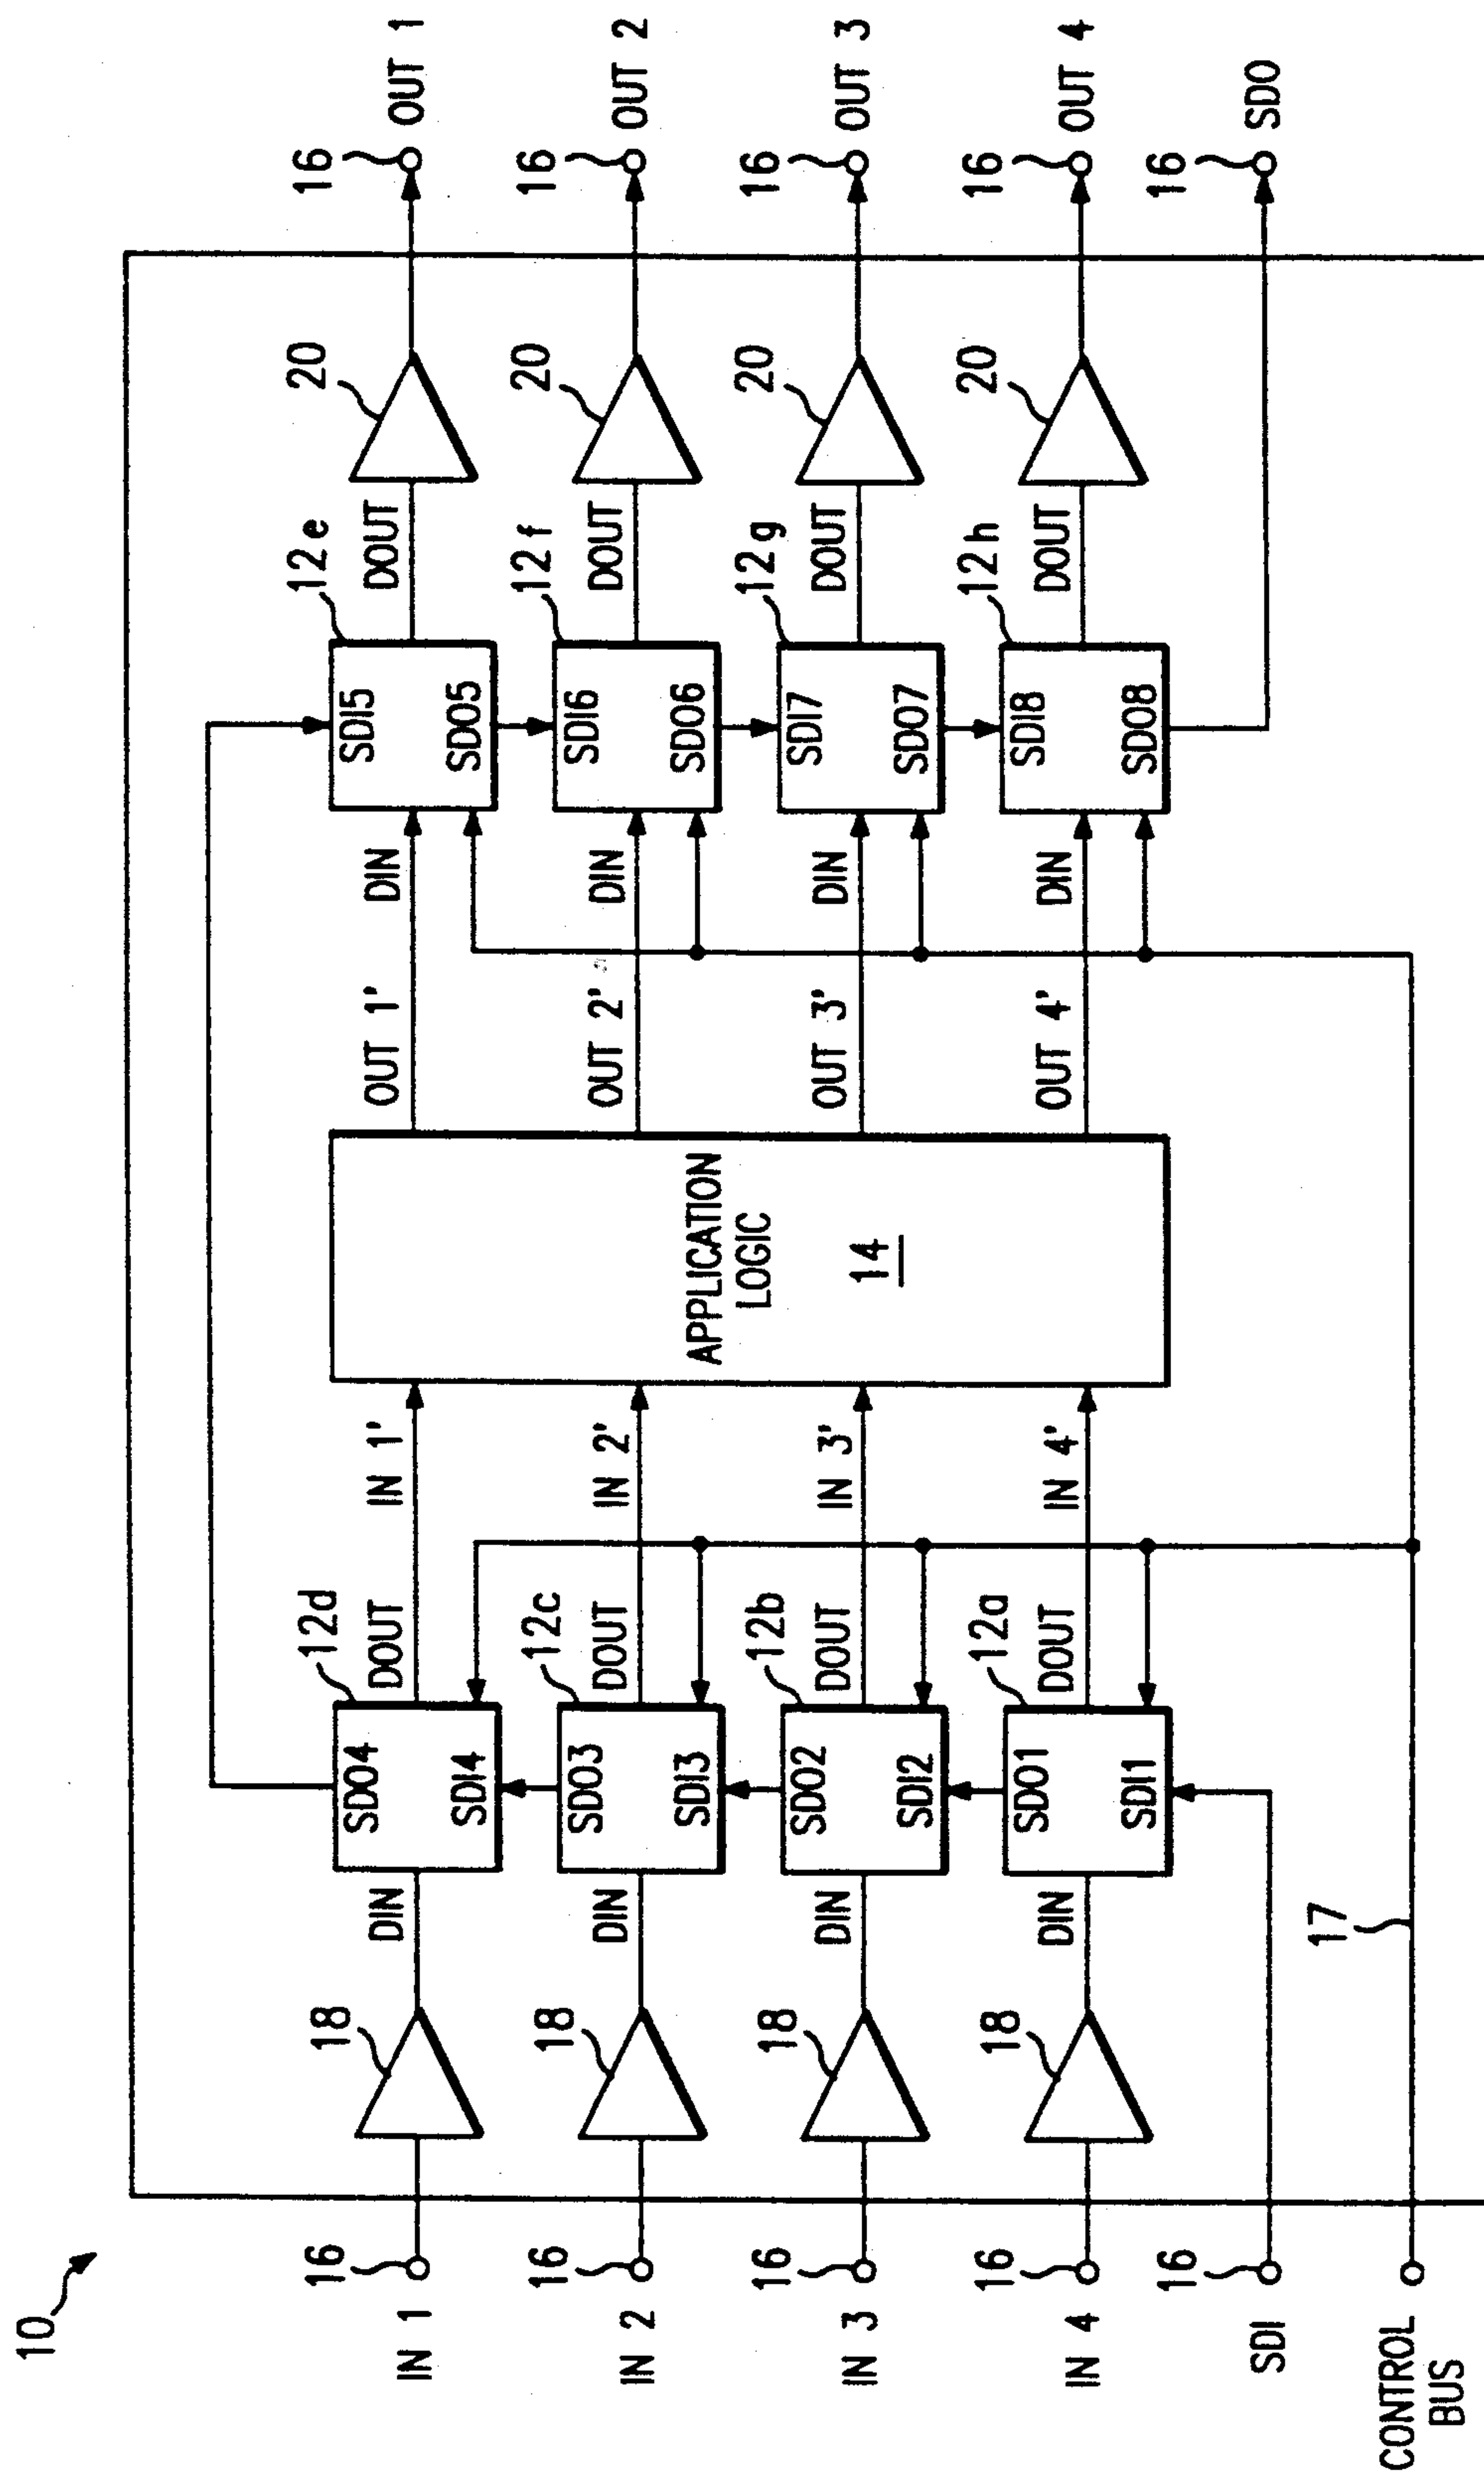 10
16
16
16
16
16
IN 1
IN 2
IN 3
IN 4
SDI
CONTROL
BUS
17
18
18
18
18
DIN
DIN
DIN
DIN
SDO4
SDI4
SDO3
SDI3
SDO2
SDI2
SDO1
SDI1
12d
12c
12b
12a
DOUT
DOUT
DOUT
DOUT
IN 1'
IN 2'
IN 3'
IN 4'
APPLICATION
LOGIC
14
OUT 1'
OUT 2'
OUT 3'
OUT 4'
DIN
DIN
DIN
DIN
SDI5
SDO5
SDI6
SDO6
SDI7
SDO7
SDI8
SDO8
12e
12f
12g
12h
DOUT
DOUT
DOUT
DOUT
20
20
20
20
16
16
16
16
16
OUT 1
OUT 2
OUT 3
OUT 4
SDO